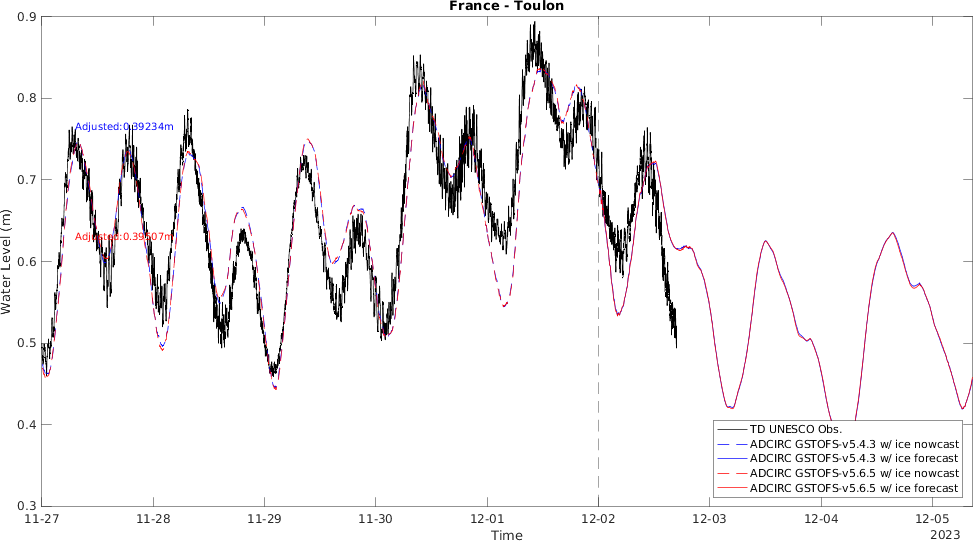 France - Toulon
0.9
0.8
0.7
0.6
0.5
0.4
0.3
Water Level (m)
Adjusted:0.39234m
Adjusted:0.39507m
TD UNESCO Obs.
ADCIRC GSTOFS-v5.4.3 w/ ice nowcast
ADCIRC GSTOFS-v5.4.3 w/ ice forecast
ADCIRC GSTOFS-v5.6.5 w/ ice nowcast
ADCIRC GSTOFS-v5.6.5 w/ ice forecast
11-27 11-28 11-29 11-30 12-01 12-02 12-03 12-04 12-05
Time
2023